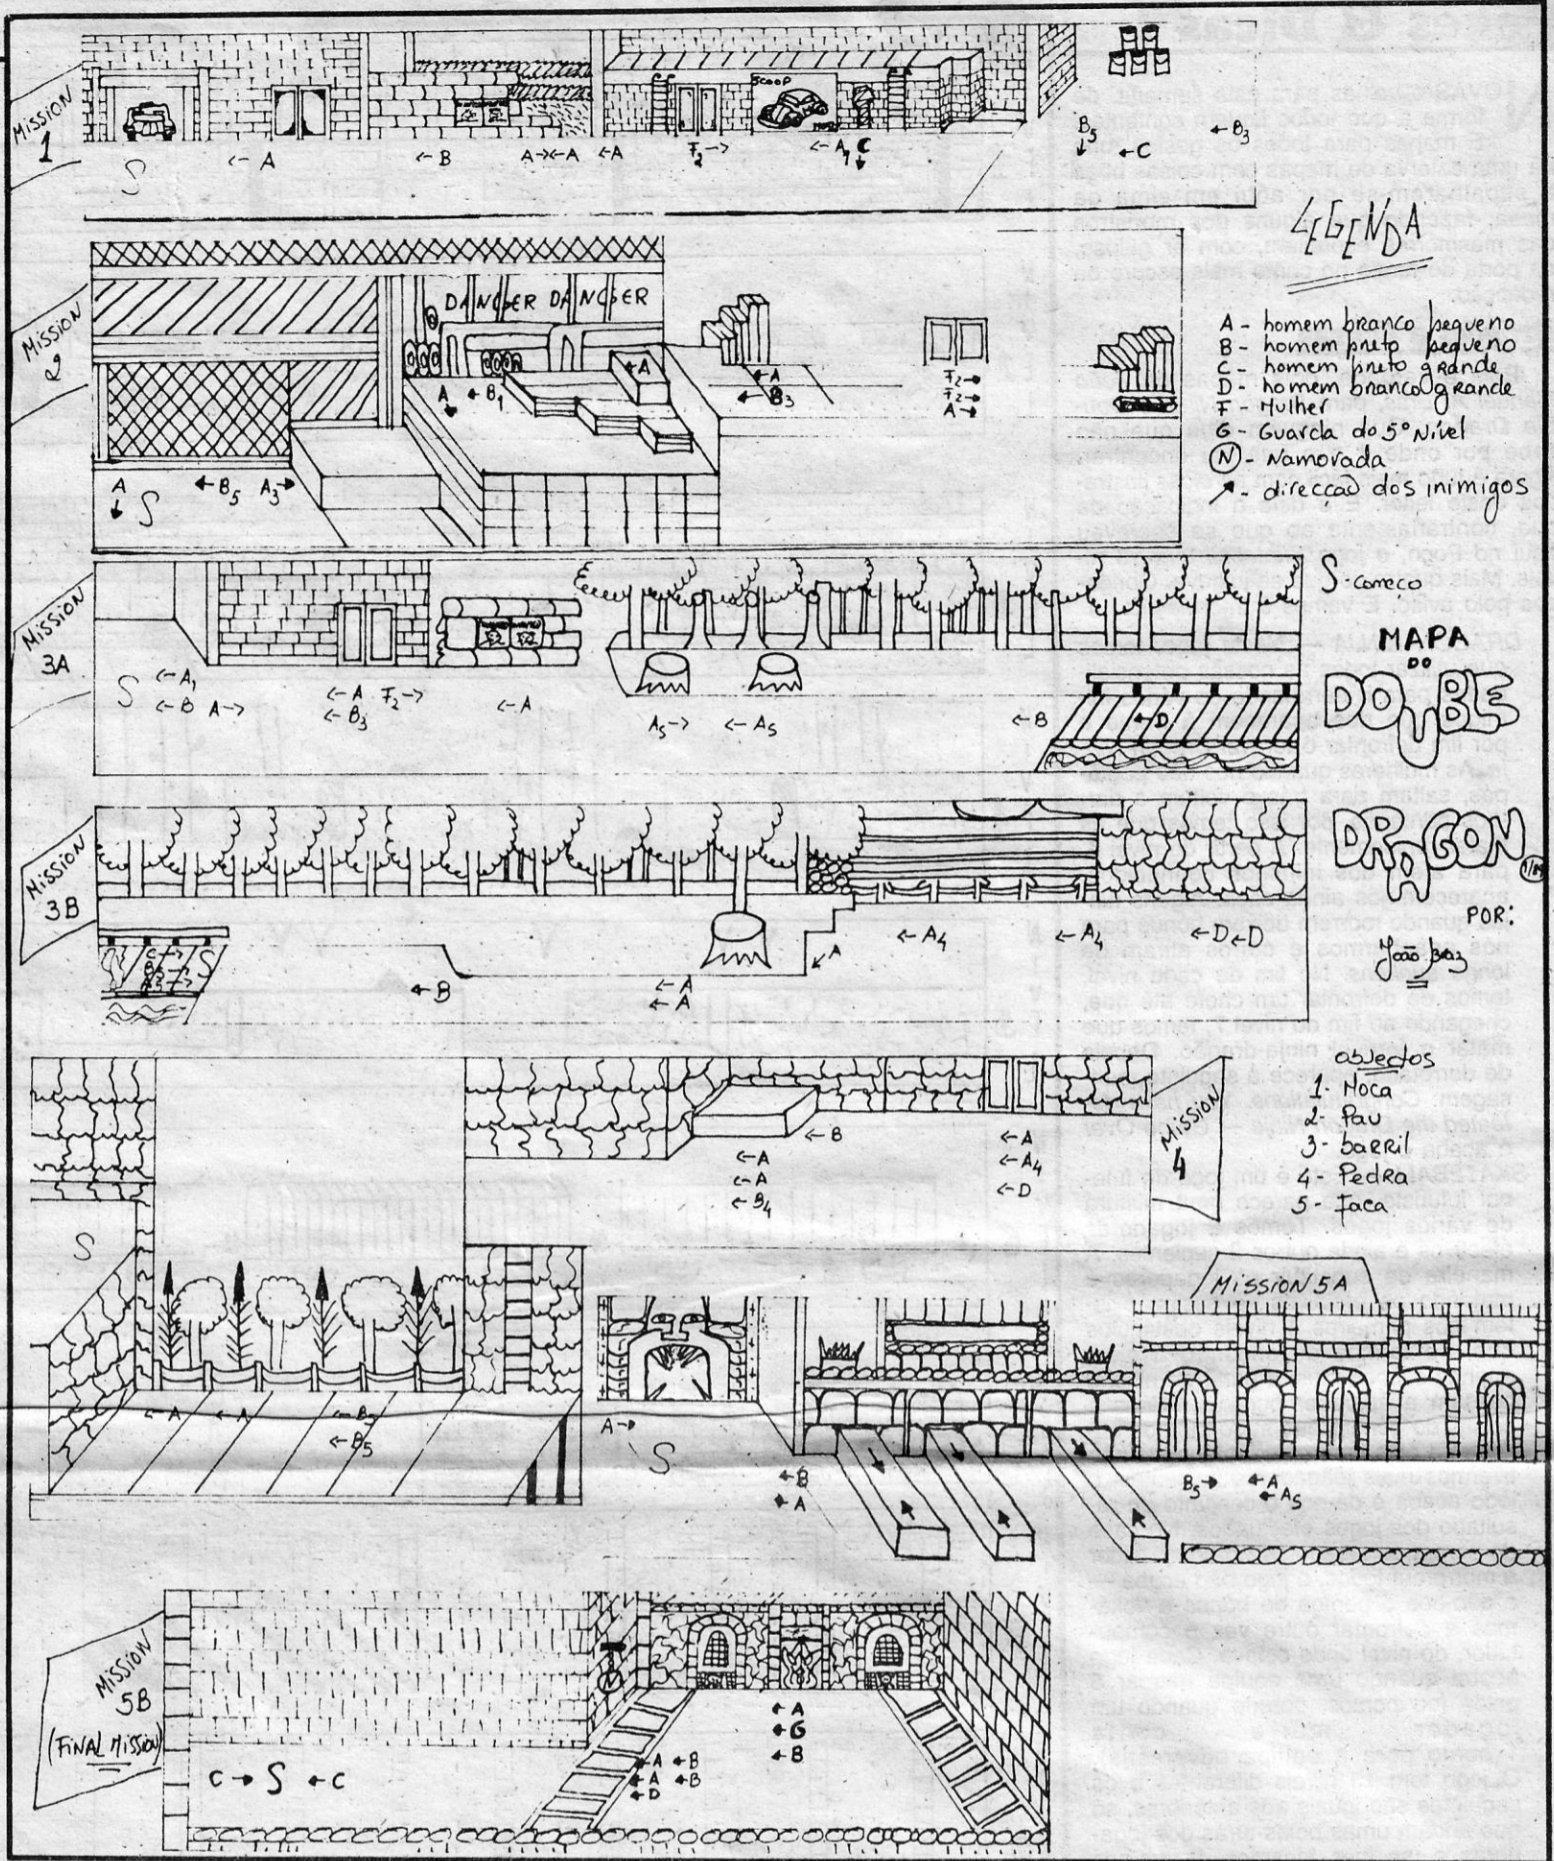 MISSION
1
SCOOP
S
←A
←B
A→←A
←A
F2→
←A1
C
↓
B5
↓
←C
←B3
LEGENDA
A - homem branco pequeno
B - homem preto pequeno
C - homem preto grande
D - homem branco grande
F - Mulher
G - Guarda do 5º Nível
N - Namorada
↗ - direccão dos inimigos
S - começo
MISSION
2
DANGER DANGER
A
↓
S
←B5
A3→
A
↓
←B1
←A
←A
←B3
F2→
F2→
A→
MISSION
3A
S
←A1
←B
A→
←A
←B3
F2→
←A
A5→
←A5
←B
←D
MAPA
DO
DOUBLE
DRAGON
POR:
João Braz
MISSION
3B
S
←B
←A
←A
A
←A4
←A4
←D←D
objectos
1- Moca
2- Pau
3- barril
4- Pedra
5- Faca
MISSION
4
S
←A
←A
←B5
←B
←A
←A
←B4
←A
←A4
←D
MISSION 5A
A→
S
←B
←A
B5→
←A
←A5
MISSION
5B
(FINAL MISSION)
C→ S ←C
N
←A ←B
←A ←B
←D
←A
←G
←B